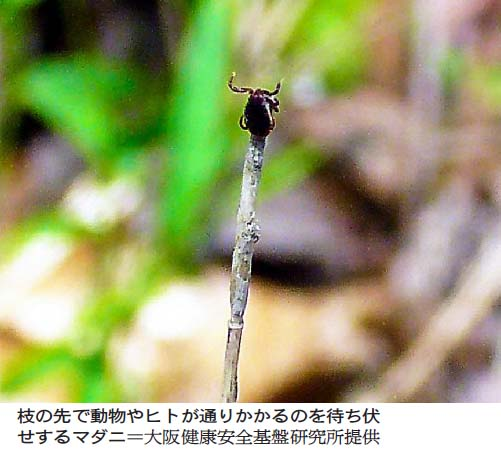 枝の先で動物やヒトが通りかかるのを待ち伏
せするマダニ＝大阪健康安全基盤研究所提供